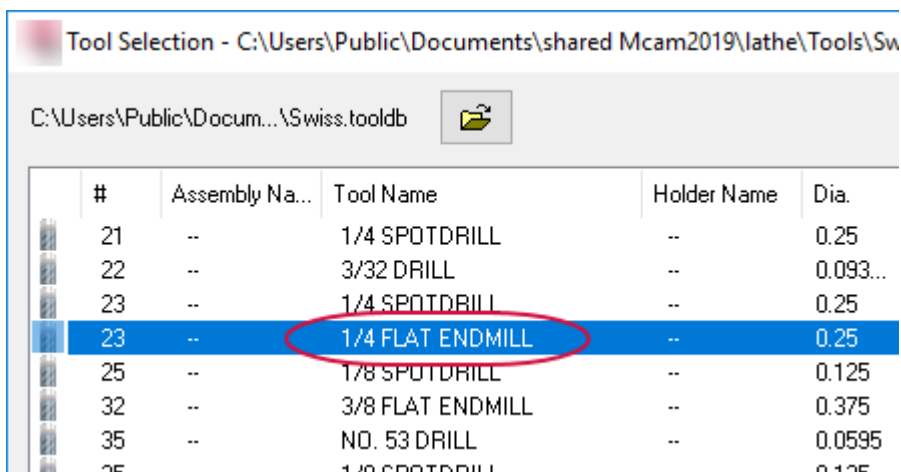 Tool Selection - C:\Users\Public\Documents\shared Mcam2019\lathe\Tools\Sw
C:\Users\Public\Docum...\Swiss.tooldb
# Assembly Na... Tool Name Holder Name Dia.
21 -- 1/4 SPOTDRILL -- 0.25
22 -- 3/32 DRILL -- 0.093...
23 -- 1/4 SPOTDRILL -- 0.25
23 -- 1/4 FLAT ENDMILL -- 0.25
25 -- 1/8 SPOTDRILL -- 0.125
32 -- 3/8 FLAT ENDMILL -- 0.375
35 -- NO. 53 DRILL -- 0.0595